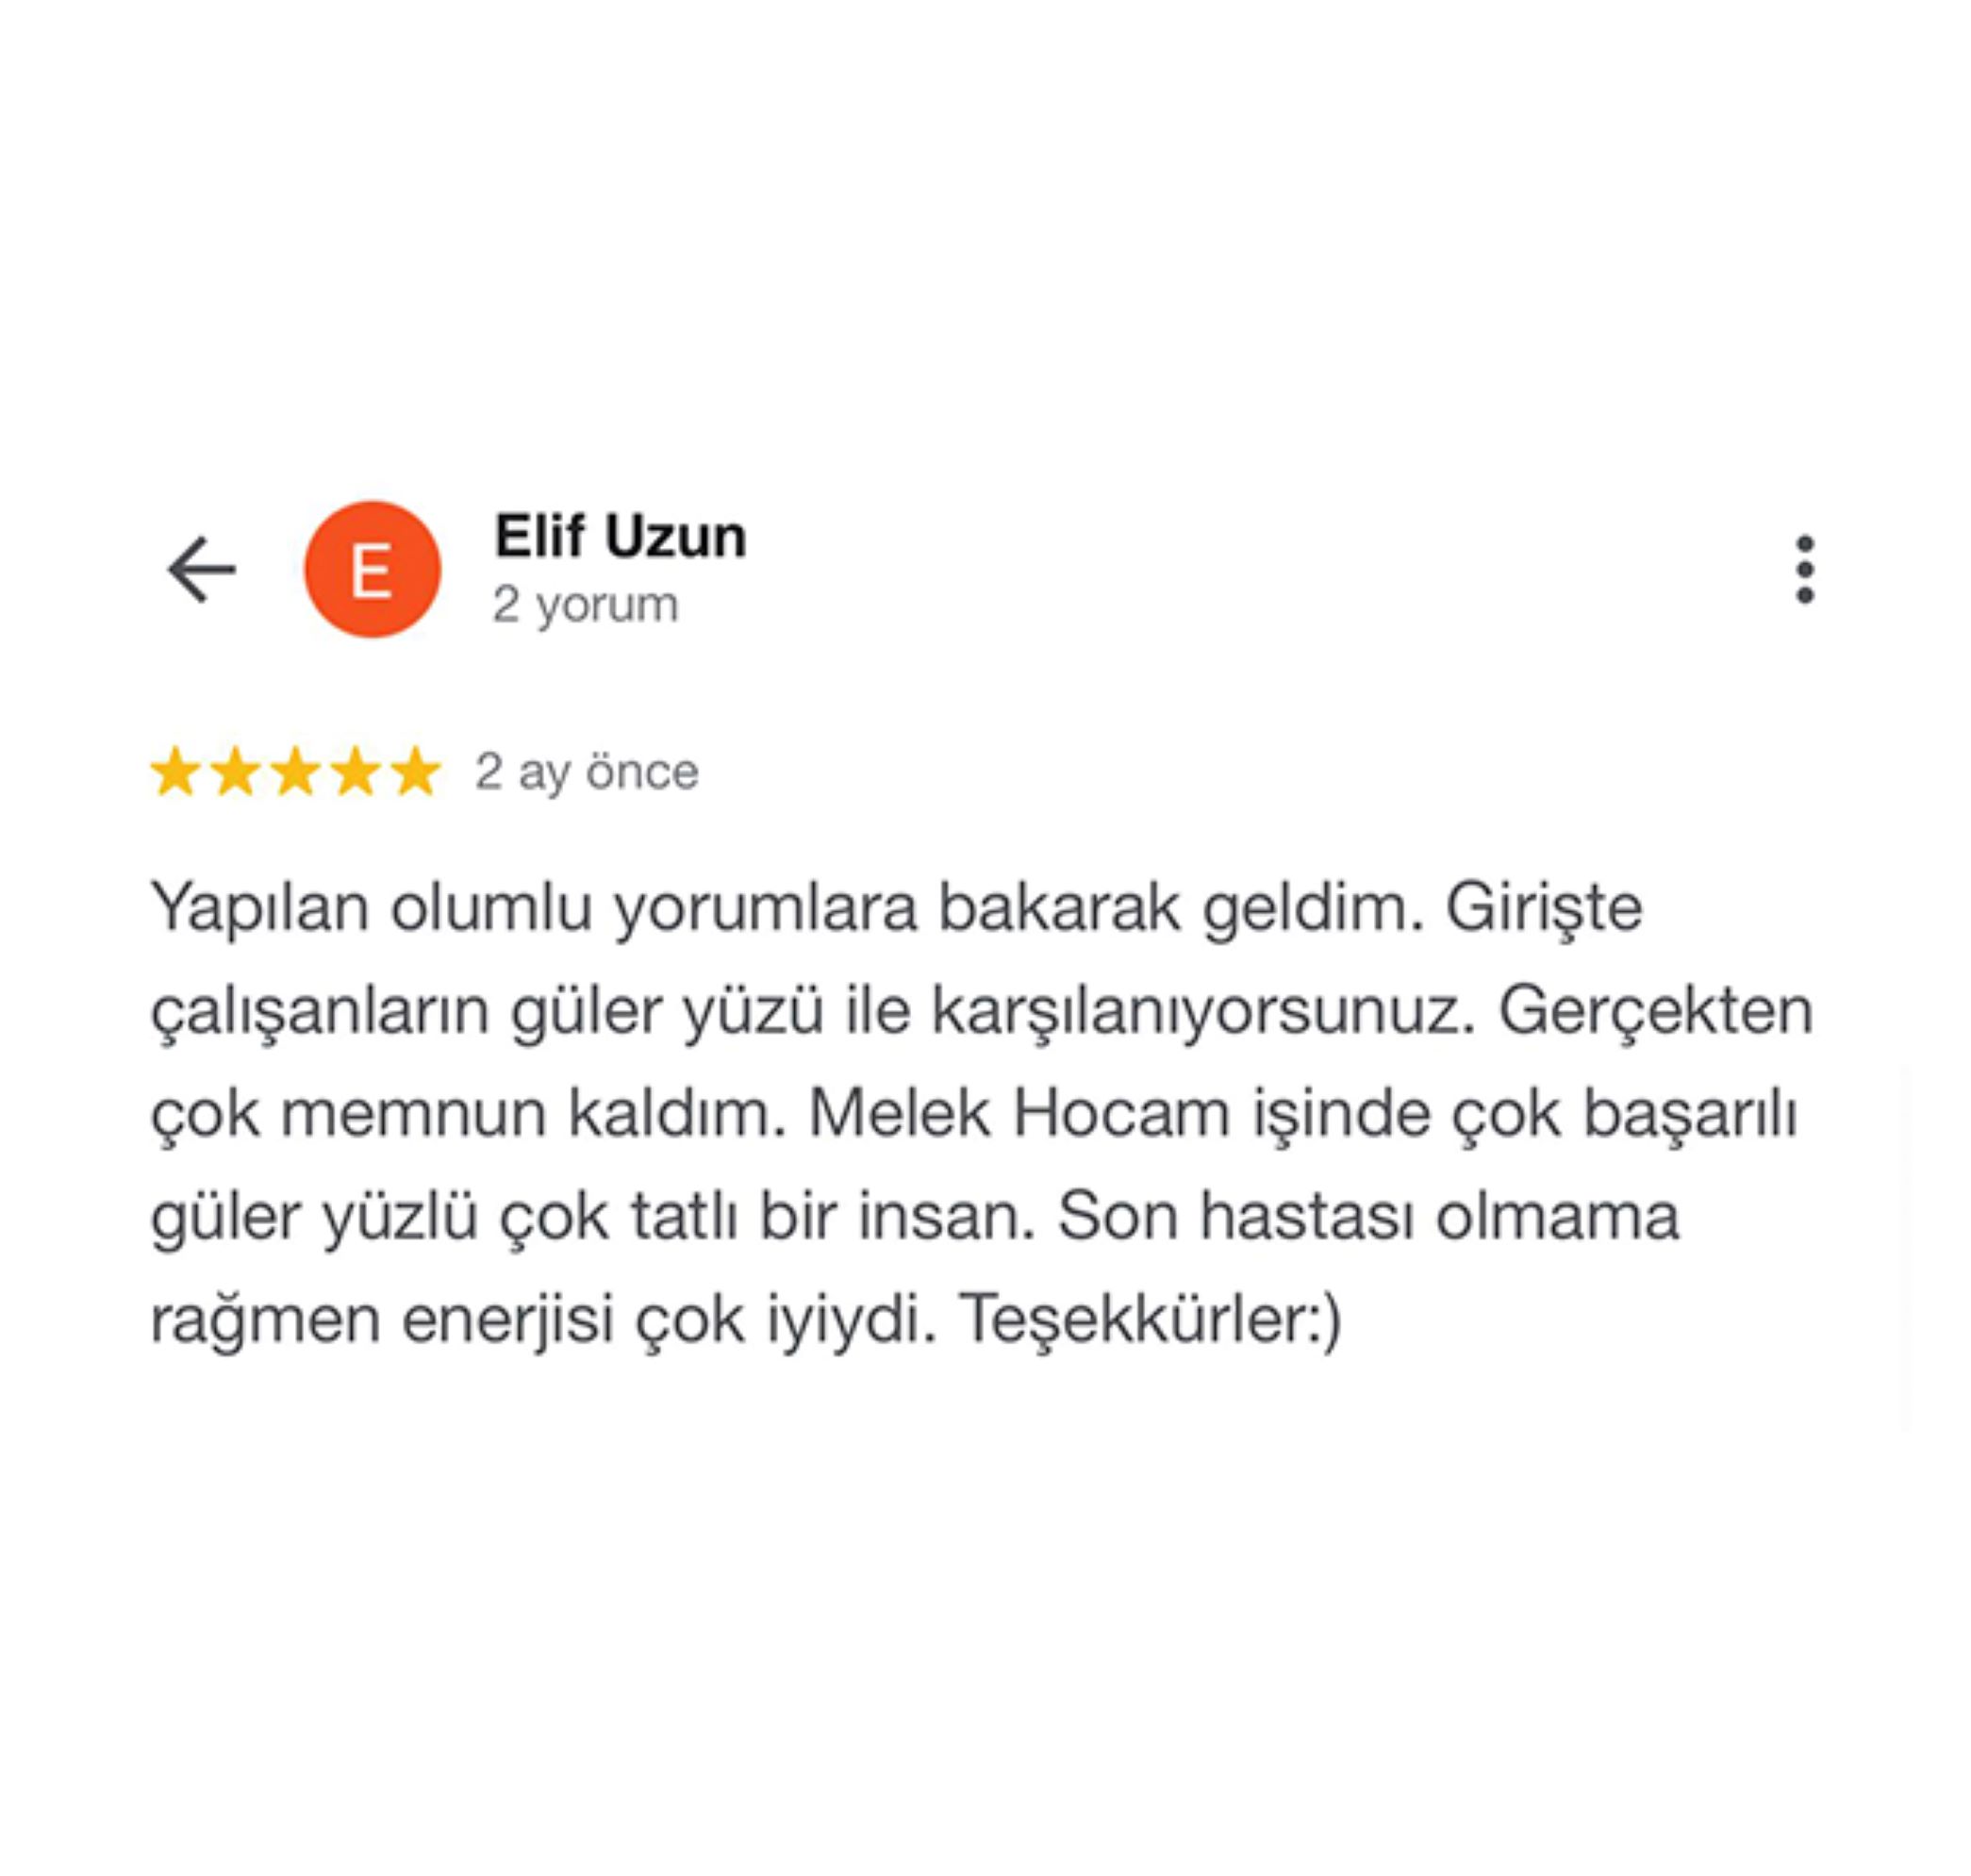 Elif Uzun
2 yorum
2 ay önce
Yapılan olumlu yorumlara bakarak geldim. Girişte
çalışanların güler yüzü ile karşılanıyorsunuz. Gerçekten
çok memnun kaldım. Melek Hocam işinde çok başarılı
güler yüzlü çok tatlı bir insan. Son hastası olmama
rağmen enerjisi çok iyiydi. Teşekkürler:)